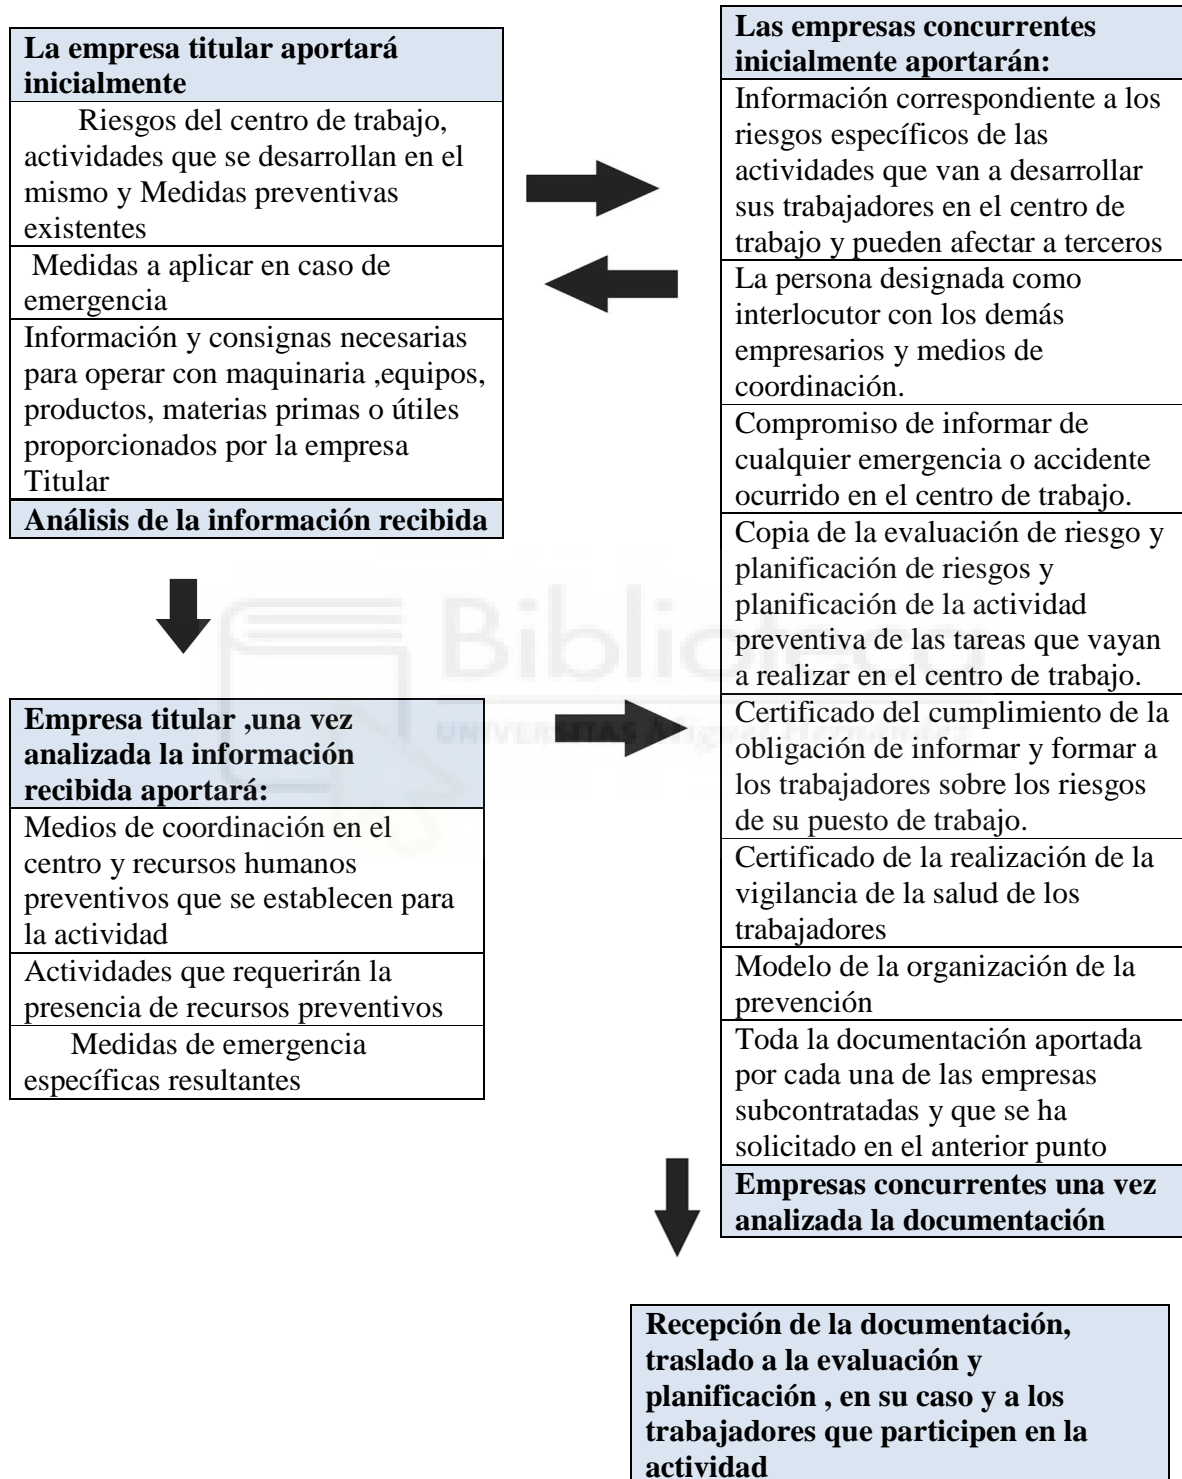 La empresa titular aportará
inicialmente
Riesgos del centro de trabajo,
actividades que se desarrollan en el
mismo y Medidas preventivas
existentes
Medidas a aplicar en caso de
emergencia
Información y consignas necesarias
para operar con maquinaria ,equipos,
productos, materias primas o útiles
proporcionados por la empresa
Titular
Análisis de la información recibida
Las empresas concurrentes
inicialmente aportarán:
Información correspondiente a los
riesgos específicos de las
actividades que van a desarrollar
sus trabajadores en el centro de
trabajo y pueden afectar a terceros
La persona designada como
interlocutor con los demás
empresarios y medios de
coordinación.
Compromiso de informar de
cualquier emergencia o accidente
ocurrido en el centro de trabajo.
Copia de la evaluación de riesgo y
planificación de riesgos y
planificación de la actividad
preventiva de las tareas que vayan
a realizar en el centro de trabajo.
Certificado del cumplimiento de la
obligación de informar y formar a
los trabajadores sobre los riesgos
de su puesto de trabajo.
Certificado de la realización de la
vigilancia de la salud de los
trabajadores
Modelo de la organización de la
prevención
Toda la documentación aportada
por cada una de las empresas
subcontratadas y que se ha
solicitado en el anterior punto
Empresas concurrentes una vez
analizada la documentación
Empresa titular ,una vez
analizada la información
recibida aportará:
Medios de coordinación en el
centro y recursos humanos
preventivos que se establecen para
la actividad
Actividades que requerirán la
presencia de recursos preventivos
Medidas de emergencia
específicas resultantes
Recepción de la documentación,
traslado a la evaluación y
planificación , en su caso y a los
trabajadores que participen en la
actividad
Biblioteca
UNIVERSITAS Miguel Hernández